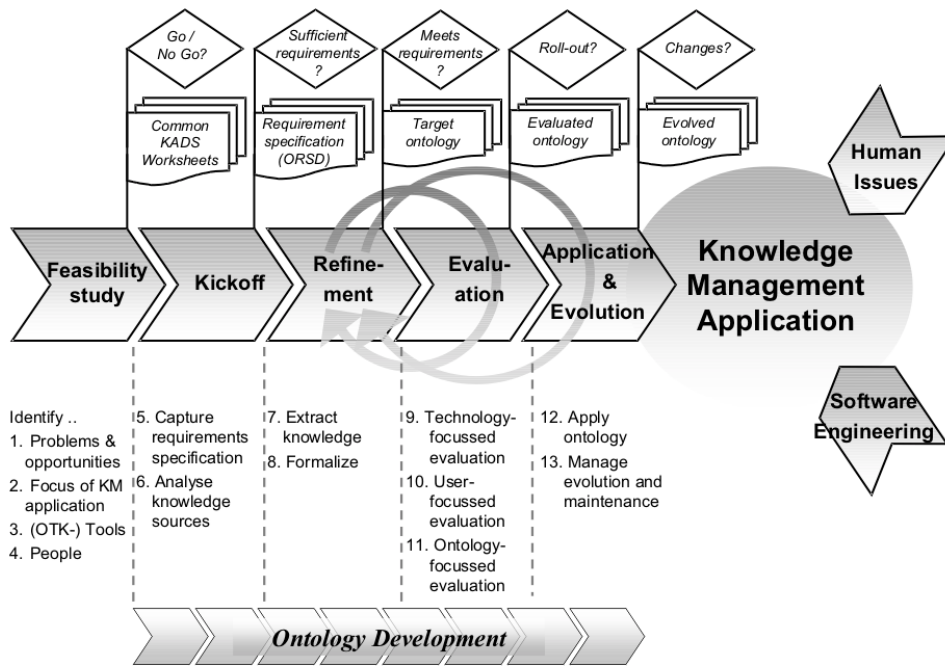 Go /
No Go?
Sufficient
requirements
?
Meets
requirements
?
Roll-out?
Changes?
Common
KADS
Worksheets
Requirement
specification
(ORSD)
Target
ontology
Evaluated
ontology
Evolved
ontology
Human
Issues
Feasibility
study
Kickoff
Refine-
ment
Evalu-
ation
Application
&
Evolution
Knowledge
Management
Application
Software
Engineering
Identify ..
1. Problems &
opportunities
2. Focus of KM
application
3. (OTK-) Tools
4. People
5. Capture
requirements
specification
6. Analyse
knowledge
sources
7. Extract
knowledge
8. Formalize
9. Technology-
focussed
evaluation
10. User-
focussed
evaluation
11. Ontology-
focussed
evaluation
12. Apply
ontology
13. Manage
evolution and
maintenance
Ontology Development